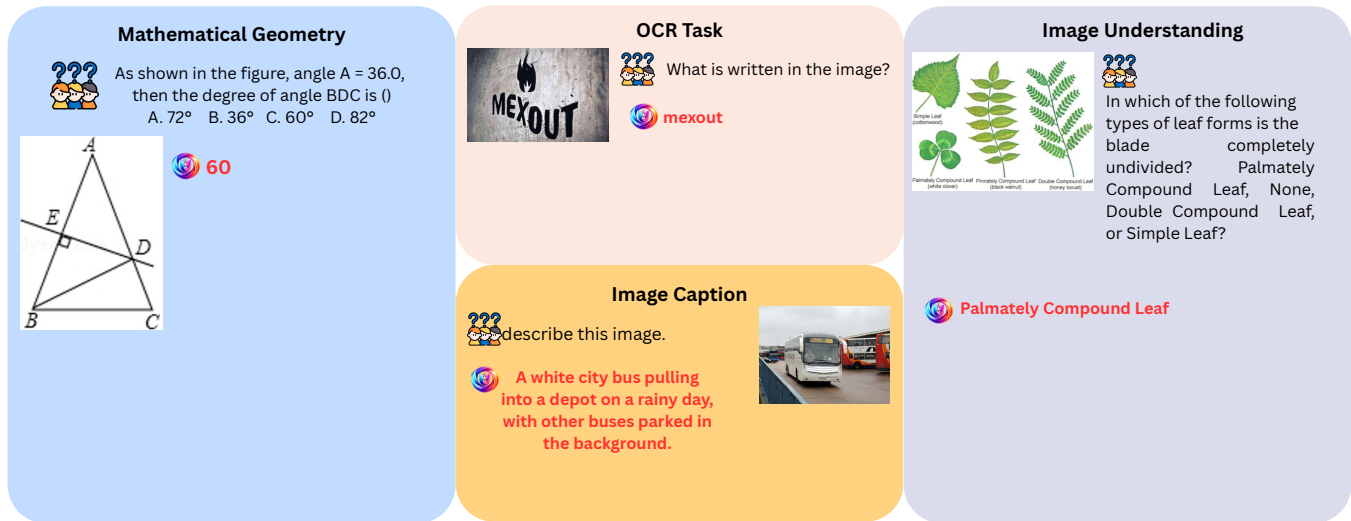 Mathematical Geometry
???
As shown in the figure, angle A = 36.0,
then the degree of angle BDC is ()
A. 72° B. 36° C. 60° D. 82°
60
A
E
D
B
C
OCR Task
MEXOUT
???
What is written in the image?
mexout
Image Caption
???
describe this image.
A white city bus pulling
into a depot on a rainy day,
with other buses parked in
the background.
Image Understanding
Simple Leaf
(cottonwood)
Palmately Compound Leaf
(white clover)
Pinnately Compound Leaf
(black walnut)
Double Compound Leaf
(honey locust)
???
In which of the following
types of leaf forms is the
blade completely
undivided? Palmately
Compound Leaf, None,
Double Compound Leaf,
or Simple Leaf?
Palmately Compound Leaf